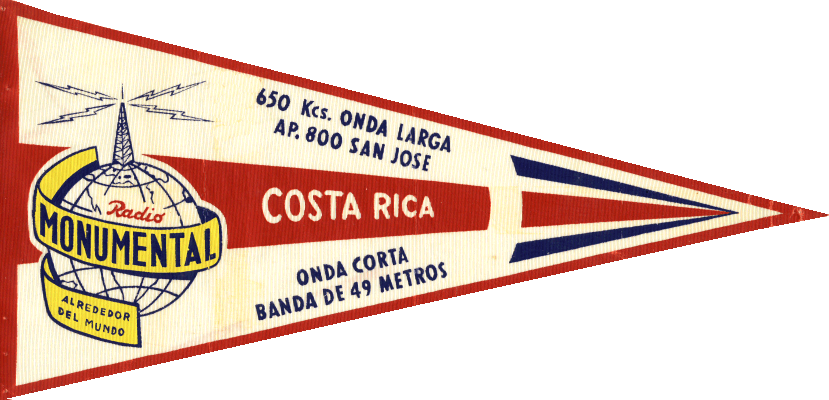 650 Kcs. ONDA LARGA
AP. 800 SAN JOSE
Radio
MONUMENTAL
COSTA RICA
ALREDEDOR
DEL MUNDO
ONDA CORTA
BANDA DE 49 METROS